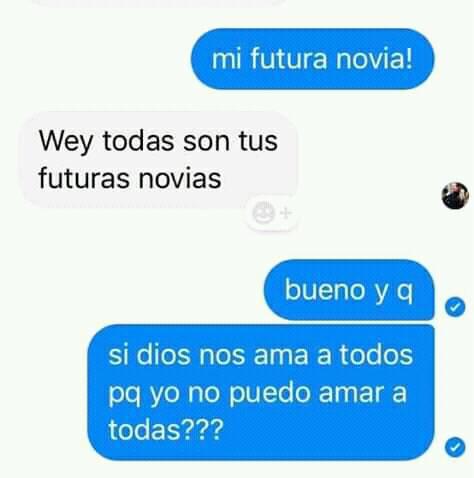 mi futura novia!
Wey todas son tus
futuras novias
bueno y q
si dios nos ama a todos
pq yo no puedo amar a
todas???